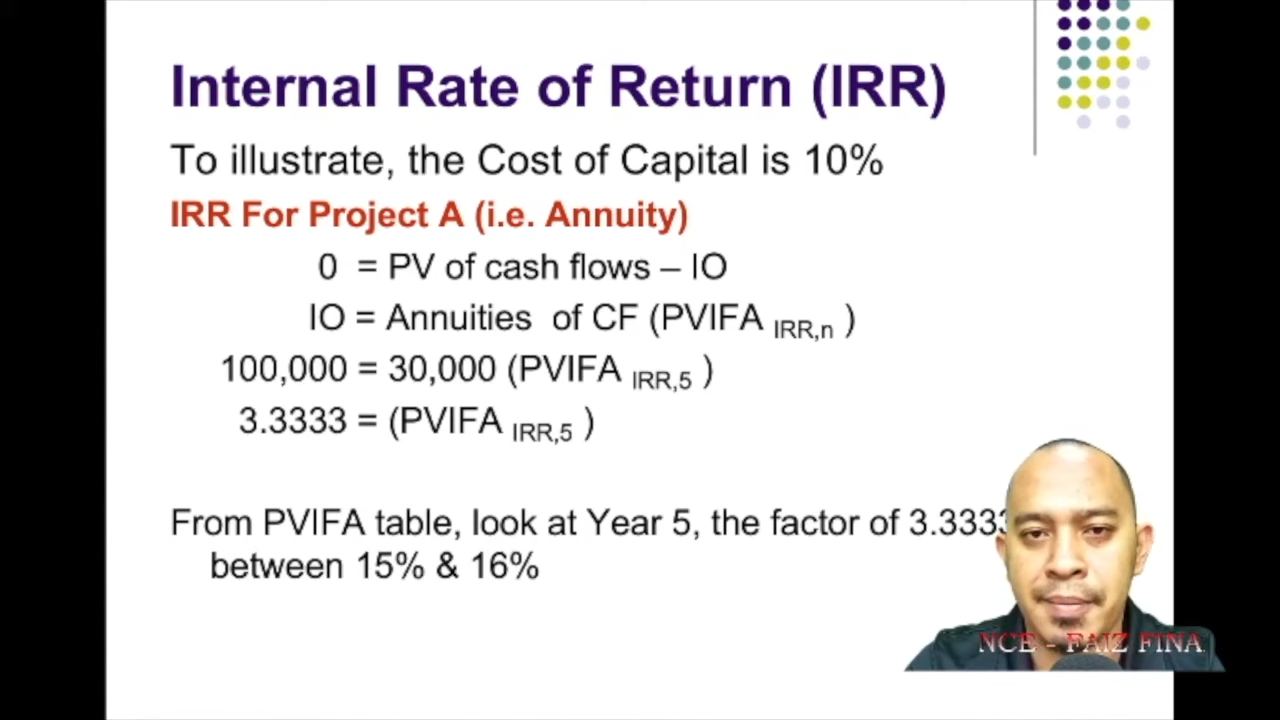 Internal Rate of Return (IRR)
To illustrate, the Cost of Capital is 10%
IRR For Project A (i.e. Annuity)
0 = PV of cash flows – IO
IO = Annuities of CF (PVIFA IRR,n )
100,000 = 30,000 (PVIFA IRR,5 )
3.3333 = (PVIFA IRR,5 )
From PVIFA table, look at Year 5, the factor of 3.3333
between 15% & 16%
NCE - FAIZ FINA